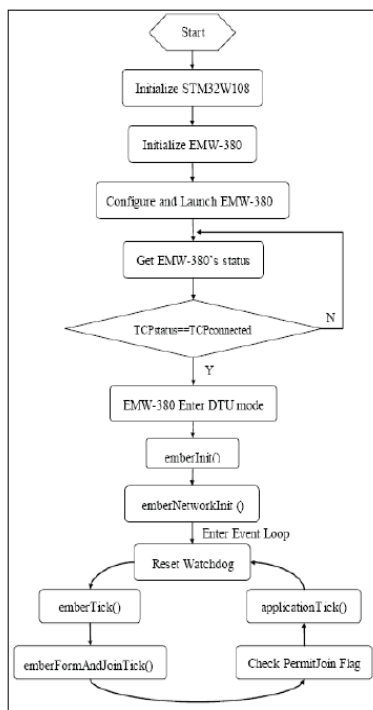 Start
Initialize STM32W108
Initialize EMW-380
Configure and Launch EMW-380
Get EMW-380's status
TCPstatus==TCPconnected
N
Y
EMW-380 Enter DTU mode
emberInit()
emberNetworkInit ()
Enter Event Loop
Reset Watchdog
emberTick()
applicationTick()
emberFormAndJoinTick()
Check PermitJoin Flag